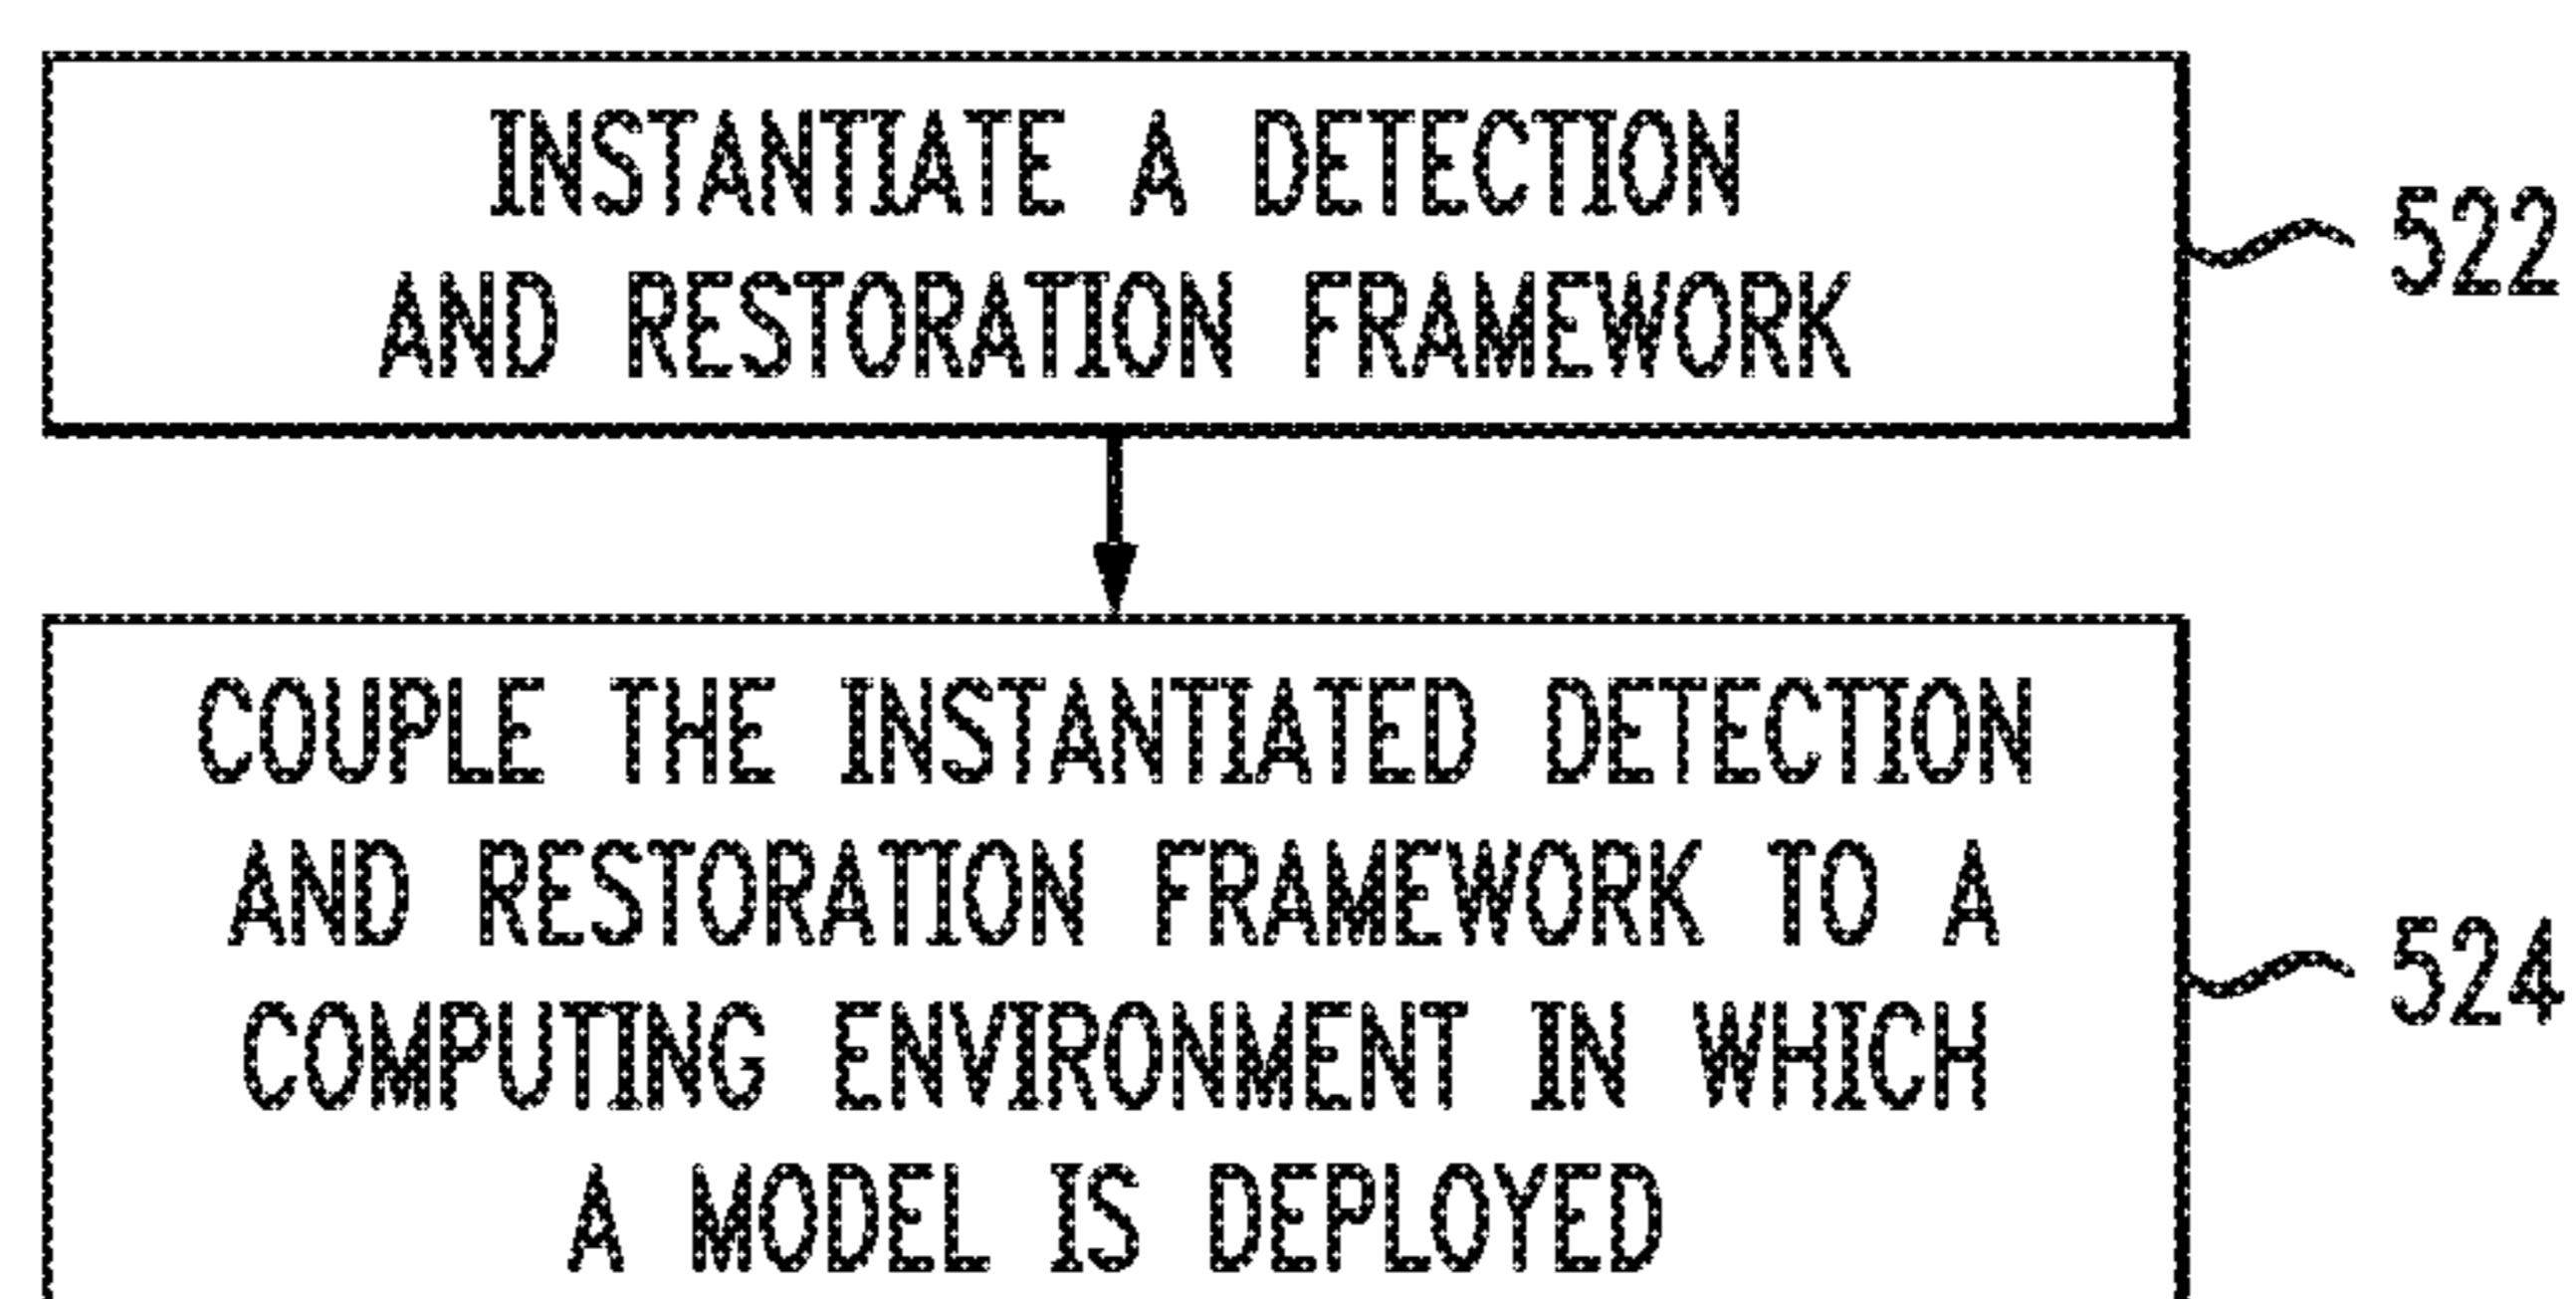 INSTANTIATE A DETECTION
AND RESTORATION FRAMEWORK
522
COUPLE THE INSTANTIATED DETECTION
AND RESTORATION FRAMEWORK TO A
COMPUTING ENVIRONMENT IN WHICH
A MODEL IS DEPLOYED
524